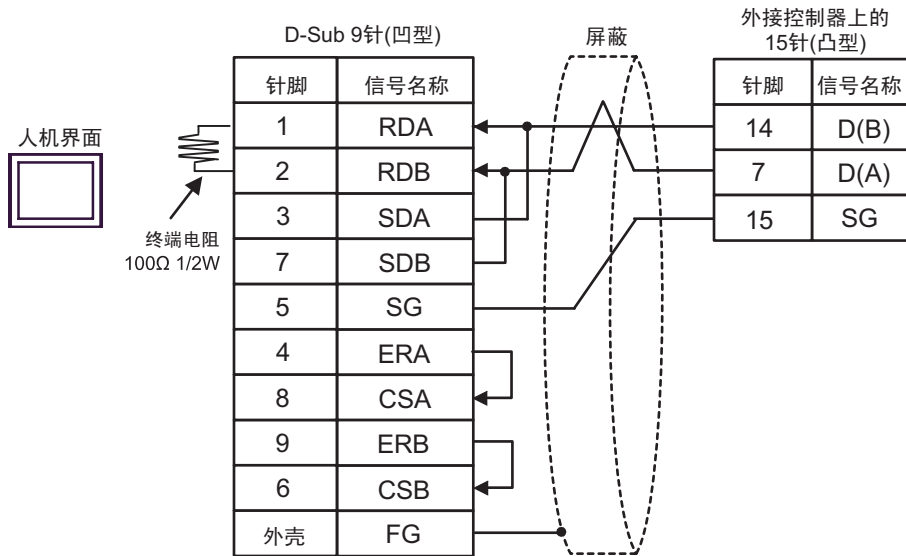 D-Sub 9针(凹型)
屏蔽
外接控制器上的
15针(凸型)
人机界面
终端电阻
100Ω 1/2W
针脚 信号名称
1 RDA
2 RDB
3 SDA
7 SDB
5 SG
4 ERA
8 CSA
9 ERB
6 CSB
外壳 FG
针脚 信号名称
14 D(B)
7 D(A)
15 SG